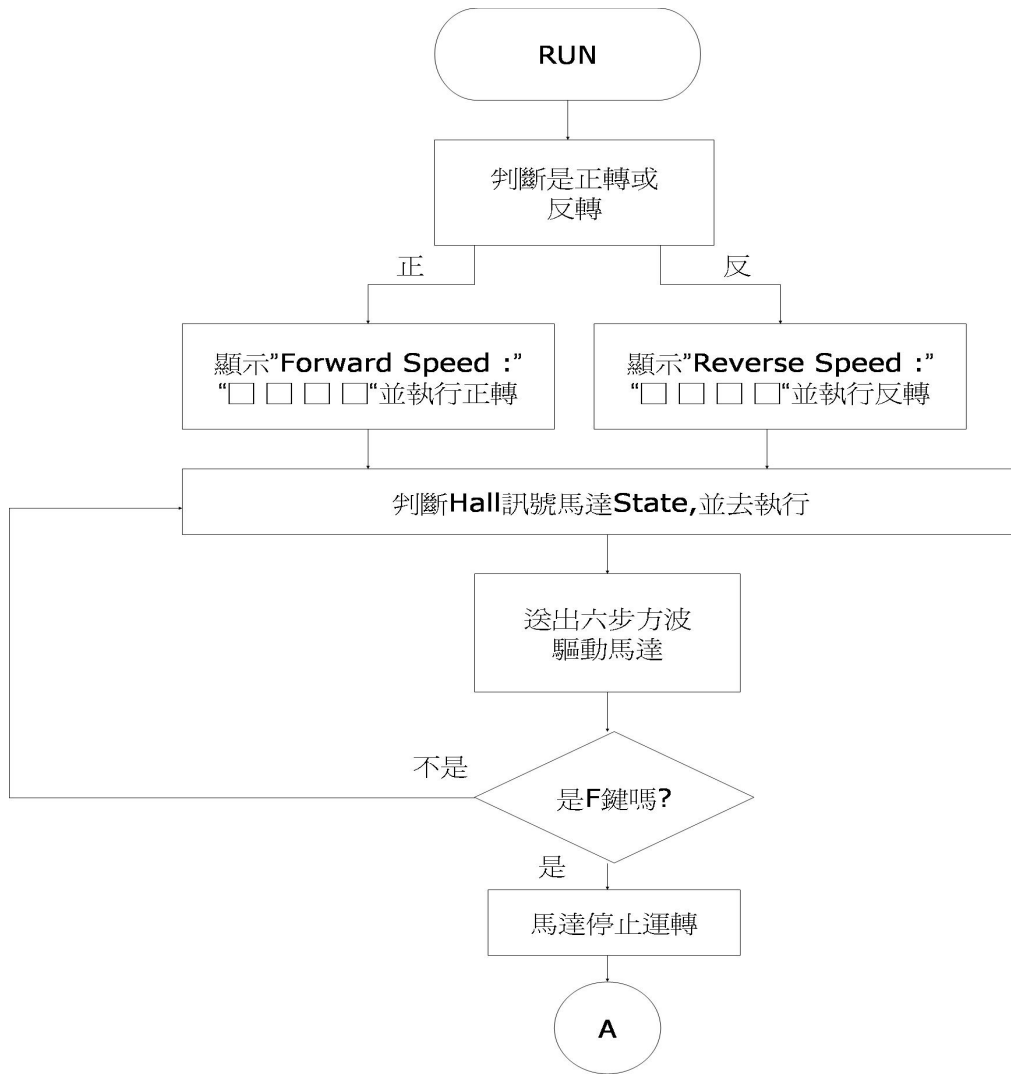 RUN
判斷是正轉或
反轉
正
反
顯示”Forward Speed :”
“□ □ □ □“並執行正轉
顯示”Reverse Speed :”
“□ □ □ □“並執行反轉
判斷Hall訊號馬達State,並去執行
送出六步方波
驅動馬達
不是
是F鍵嗎?
是
馬達停止運轉
A